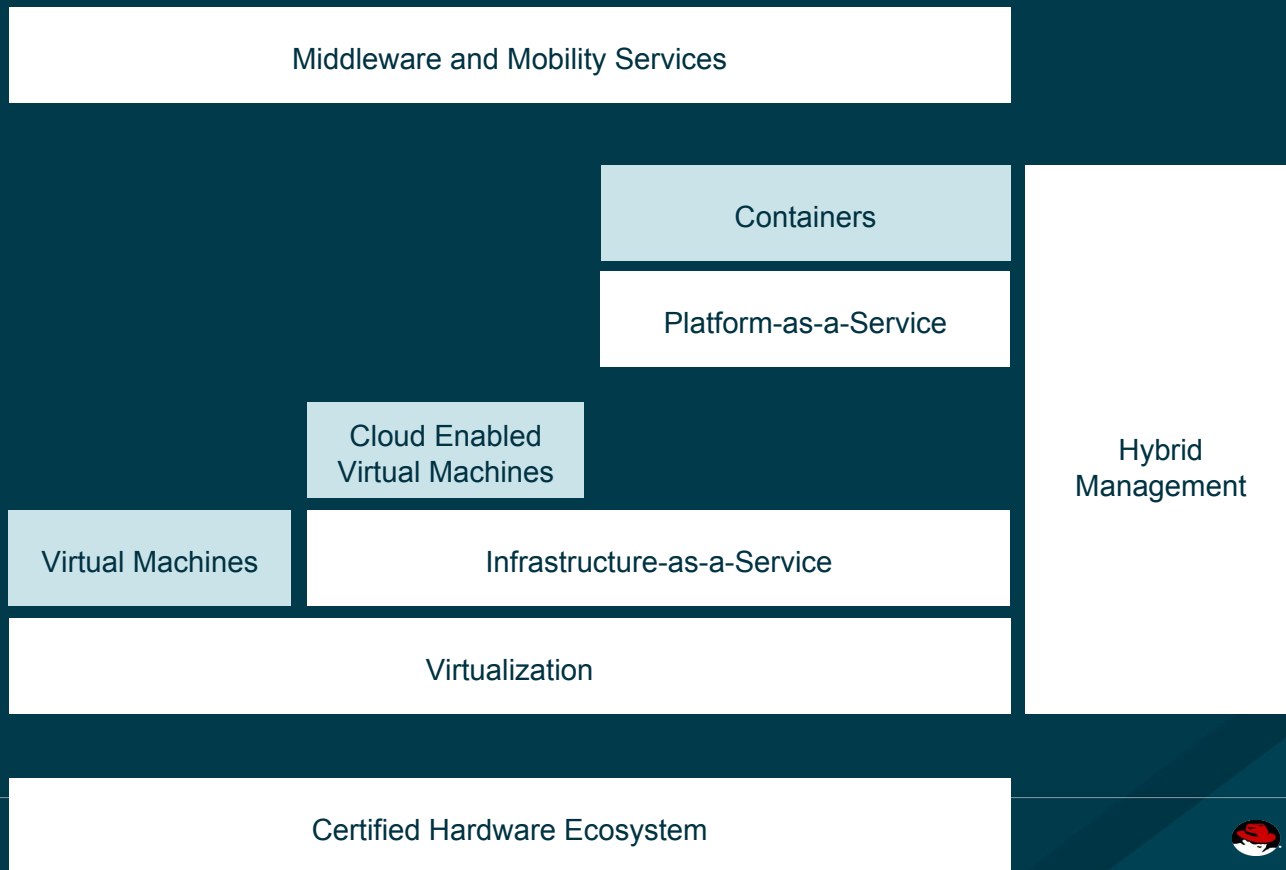 Middleware and Mobility Services
Containers
Platform-as-a-Service
Cloud Enabled
Virtual Machines
Hybrid
Management
Virtual Machines
Infrastructure-as-a-Service
Virtualization
Certified Hardware Ecosystem